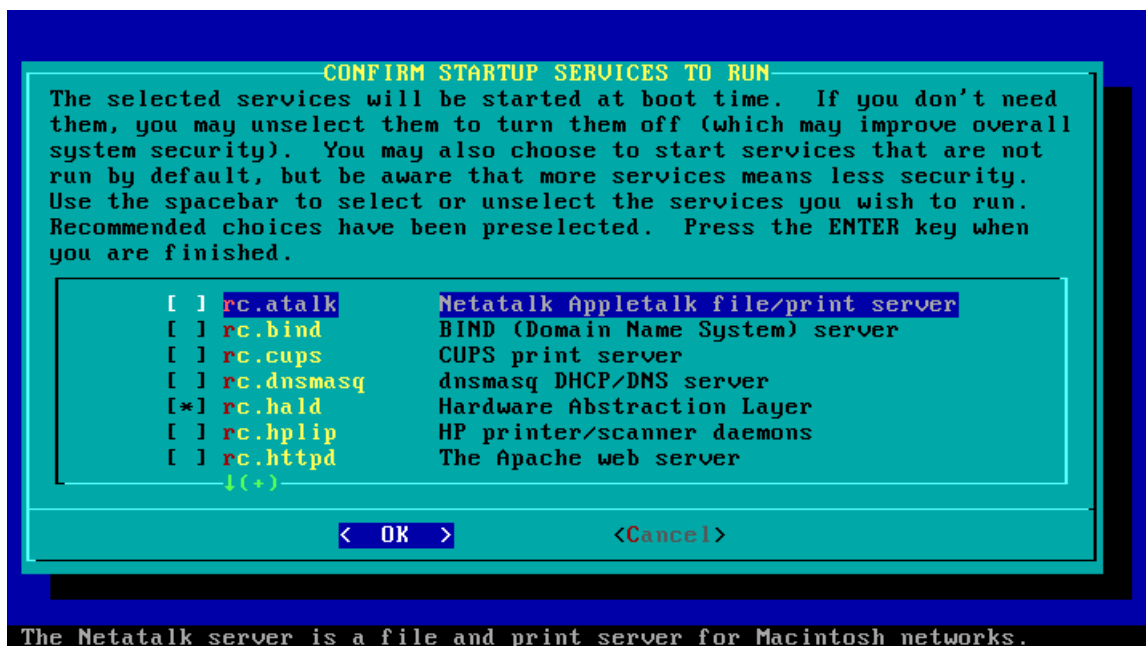 CONFIRM STARTUP SERVICES TO RUN
The selected services will be started at boot time.  If you don't need
them, you may unselect them to turn them off (which may improve overall
system security).  You may also choose to start services that are not
run by default, but be aware that more services means less security.
Use the spacebar to select or unselect the services you wish to run.
Recommended choices have been preselected.  Press the ENTER key when
you are finished.
[ ] rc.atalk Netatalk Appletalk file/print server
[ ] rc.bind BIND (Domain Name System) server
[ ] rc.cups CUPS print server
[ ] rc.dnsmasq dnsmasq DHCP/DNS server
[*] rc.hald Hardware Abstraction Layer
[ ] rc.hplip HP printer/scanner daemons
[ ] rc.httpd The Apache web server
↓(+)
< OK > <Cancel>
The Netatalk server is a file and print server for Macintosh networks.